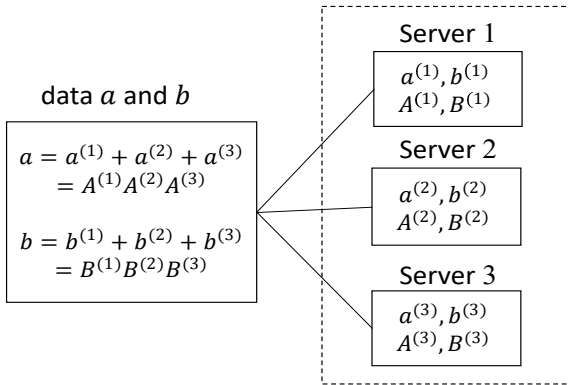 data a and b
a = a⁽¹⁾ + a⁽²⁾ + a⁽³⁾
= A⁽¹⁾A⁽²⁾A⁽³⁾
b = b⁽¹⁾ + b⁽²⁾ + b⁽³⁾
= B⁽¹⁾B⁽²⁾B⁽³⁾
Server 1
a⁽¹⁾, b⁽¹⁾
A⁽¹⁾, B⁽¹⁾
Server 2
a⁽²⁾, b⁽²⁾
A⁽²⁾, B⁽²⁾
Server 3
a⁽³⁾, b⁽³⁾
A⁽³⁾, B⁽³⁾